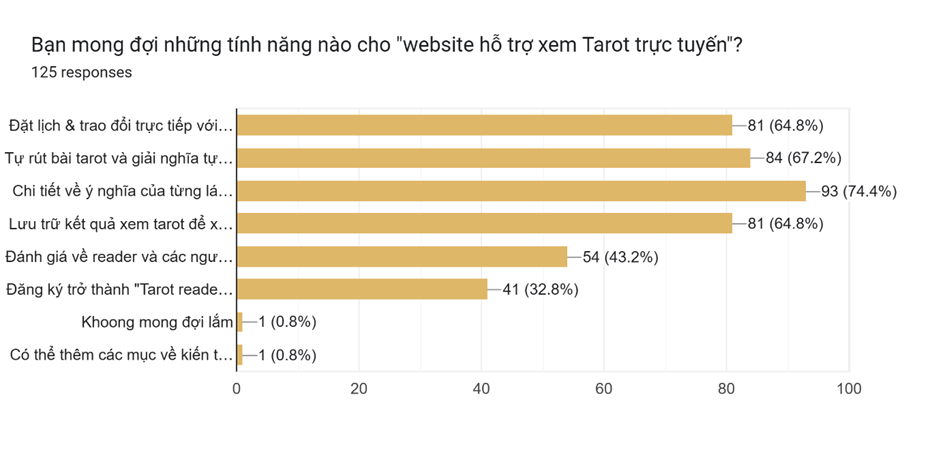 Bạn mong đợi những tính năng nào cho "website hỗ trợ xem Tarot trực tuyến"?
125 responses
Đặt lịch & trao đổi trực tiếp với… 81 (64.8%)
Tự rút bài tarot và giải nghĩa tự… 84 (67.2%)
Chi tiết về ý nghĩa của từng lá… 93 (74.4%)
Lưu trữ kết quả xem tarot để x… 81 (64.8%)
Đánh giá về reader và các ngư… 54 (43.2%)
Đăng ký trở thành "Tarot reade… 41 (32.8%)
Khoong mong đợi lắm 1 (0.8%)
Có thể thêm các mục về kiến t… 1 (0.8%)
0 20 40 60 80 100